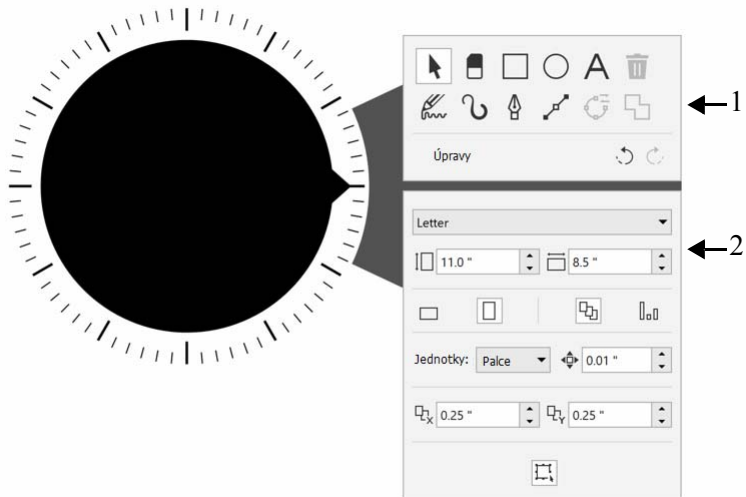 A
1
Úpravy
Letter
2
11.0 " 8.5 "
Jednotky: Palce 0.01 "
X 0.25 " Y 0.25 "